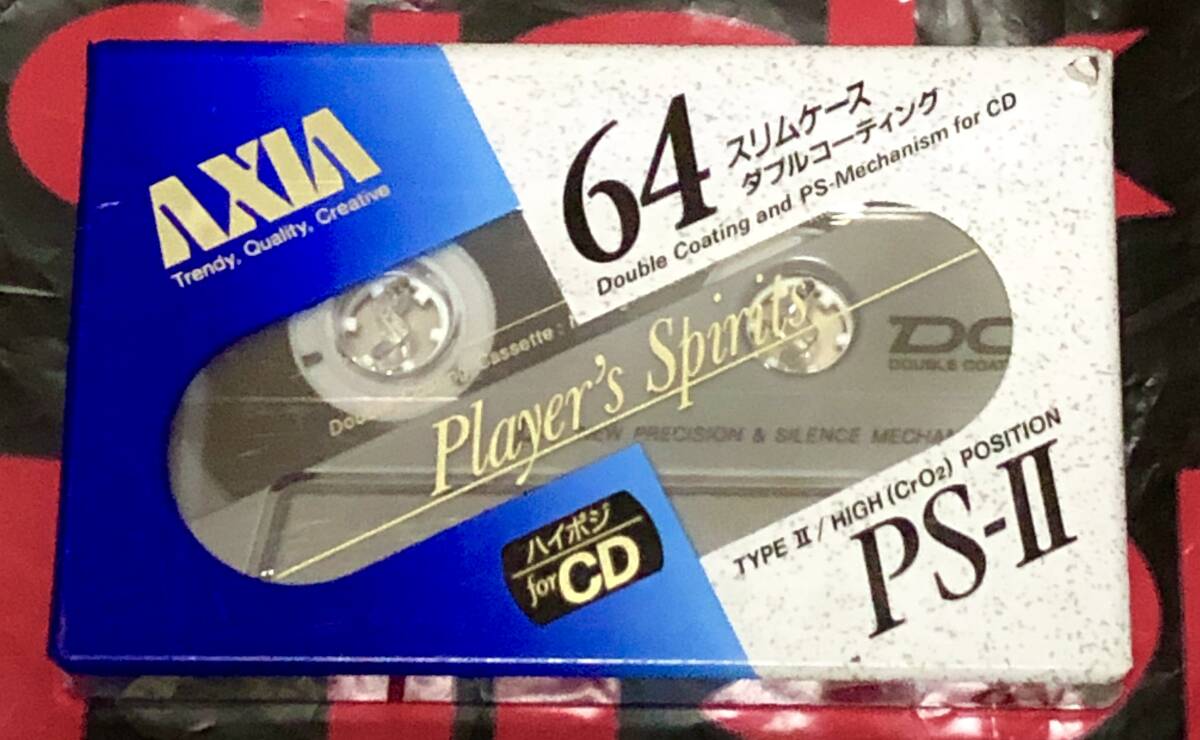 AXIA
Trendy, Quality, Creative
64
スリムケース
ダブルコーティング
Double Coating and PS-Mechanism for CD
Cassette
DC
DOUBLE COAT
Player's Spirits
PRECISION & SILENCE MECHAN
ハイポジ
for CD
TYPE II / HIGH (CrO2) POSITION
PS-II